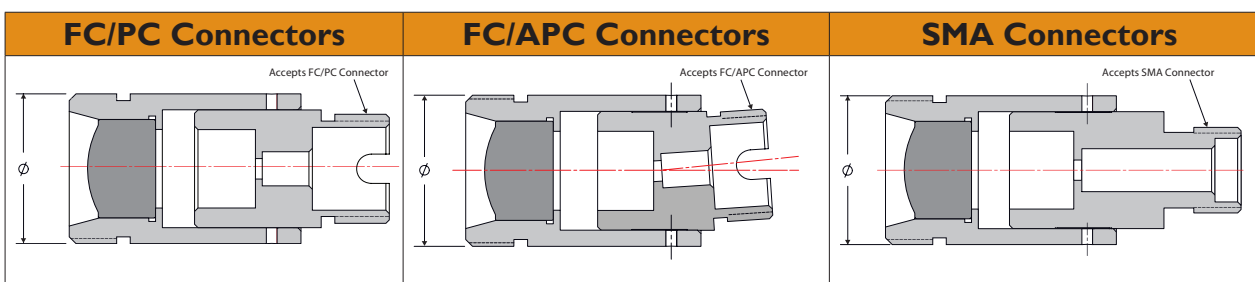 FC/PC Connectors
FC/APC Connectors
SMA Connectors
Accepts FC/PC Connector
Accepts FC/APC Connector
Accepts SMA Connector
Ø
Ø
Ø